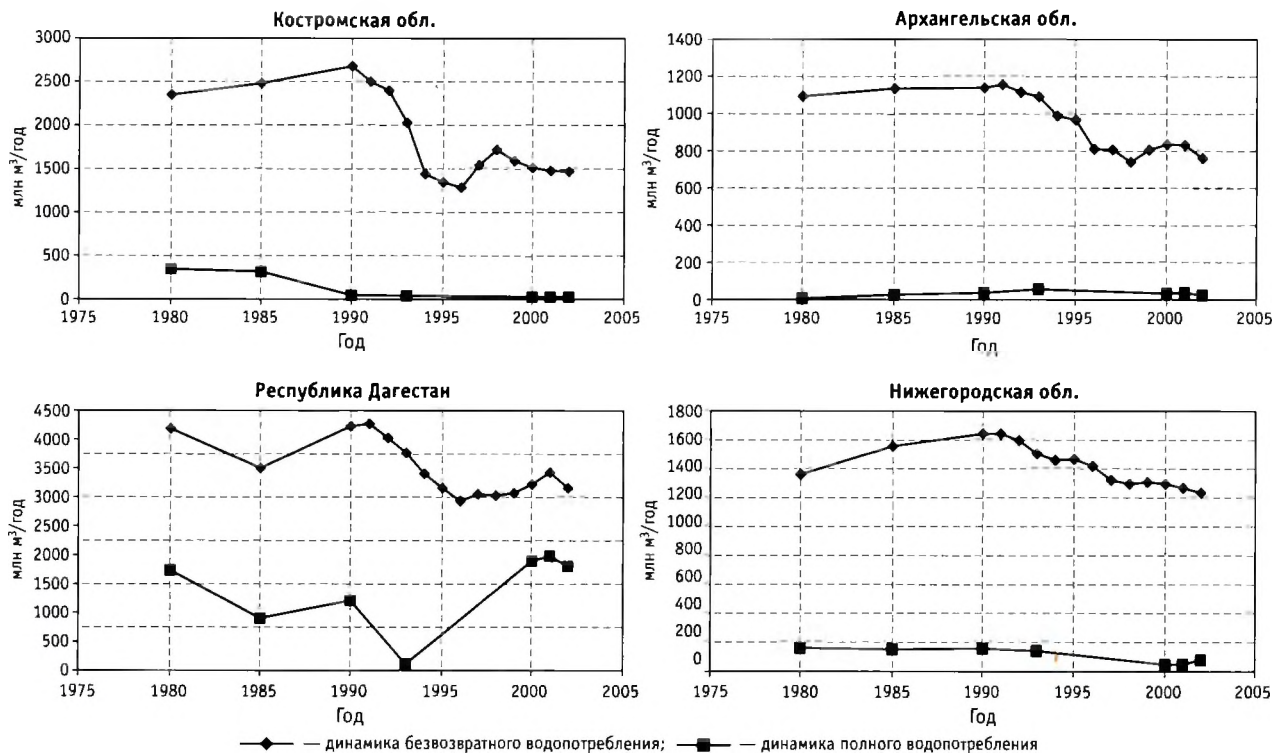 Костромская обл.
млн м³/год
3000
2500
2000
1500
1000
500
0
1975 1980 1985 1990 1995 2000 2005
Год
Архангельская обл.
млн м³/год
1400
1200
1000
800
600
400
200
0
1975 1980 1985 1990 1995 2000 2005
Год
Республика Дагестан
млн м³/год
4500
4000
3500
3000
2500
2000
1500
1000
500
0
1975 1980 1985 1990 1995 2000 2005
Год
Нижегородская обл.
млн м³/год
1800
1600
1400
1200
1000
800
600
400
200
0
1975 1980 1985 1990 1995 2000 2005
Год
— динамика безвозвратного водопотребления; — динамика полного водопотребления